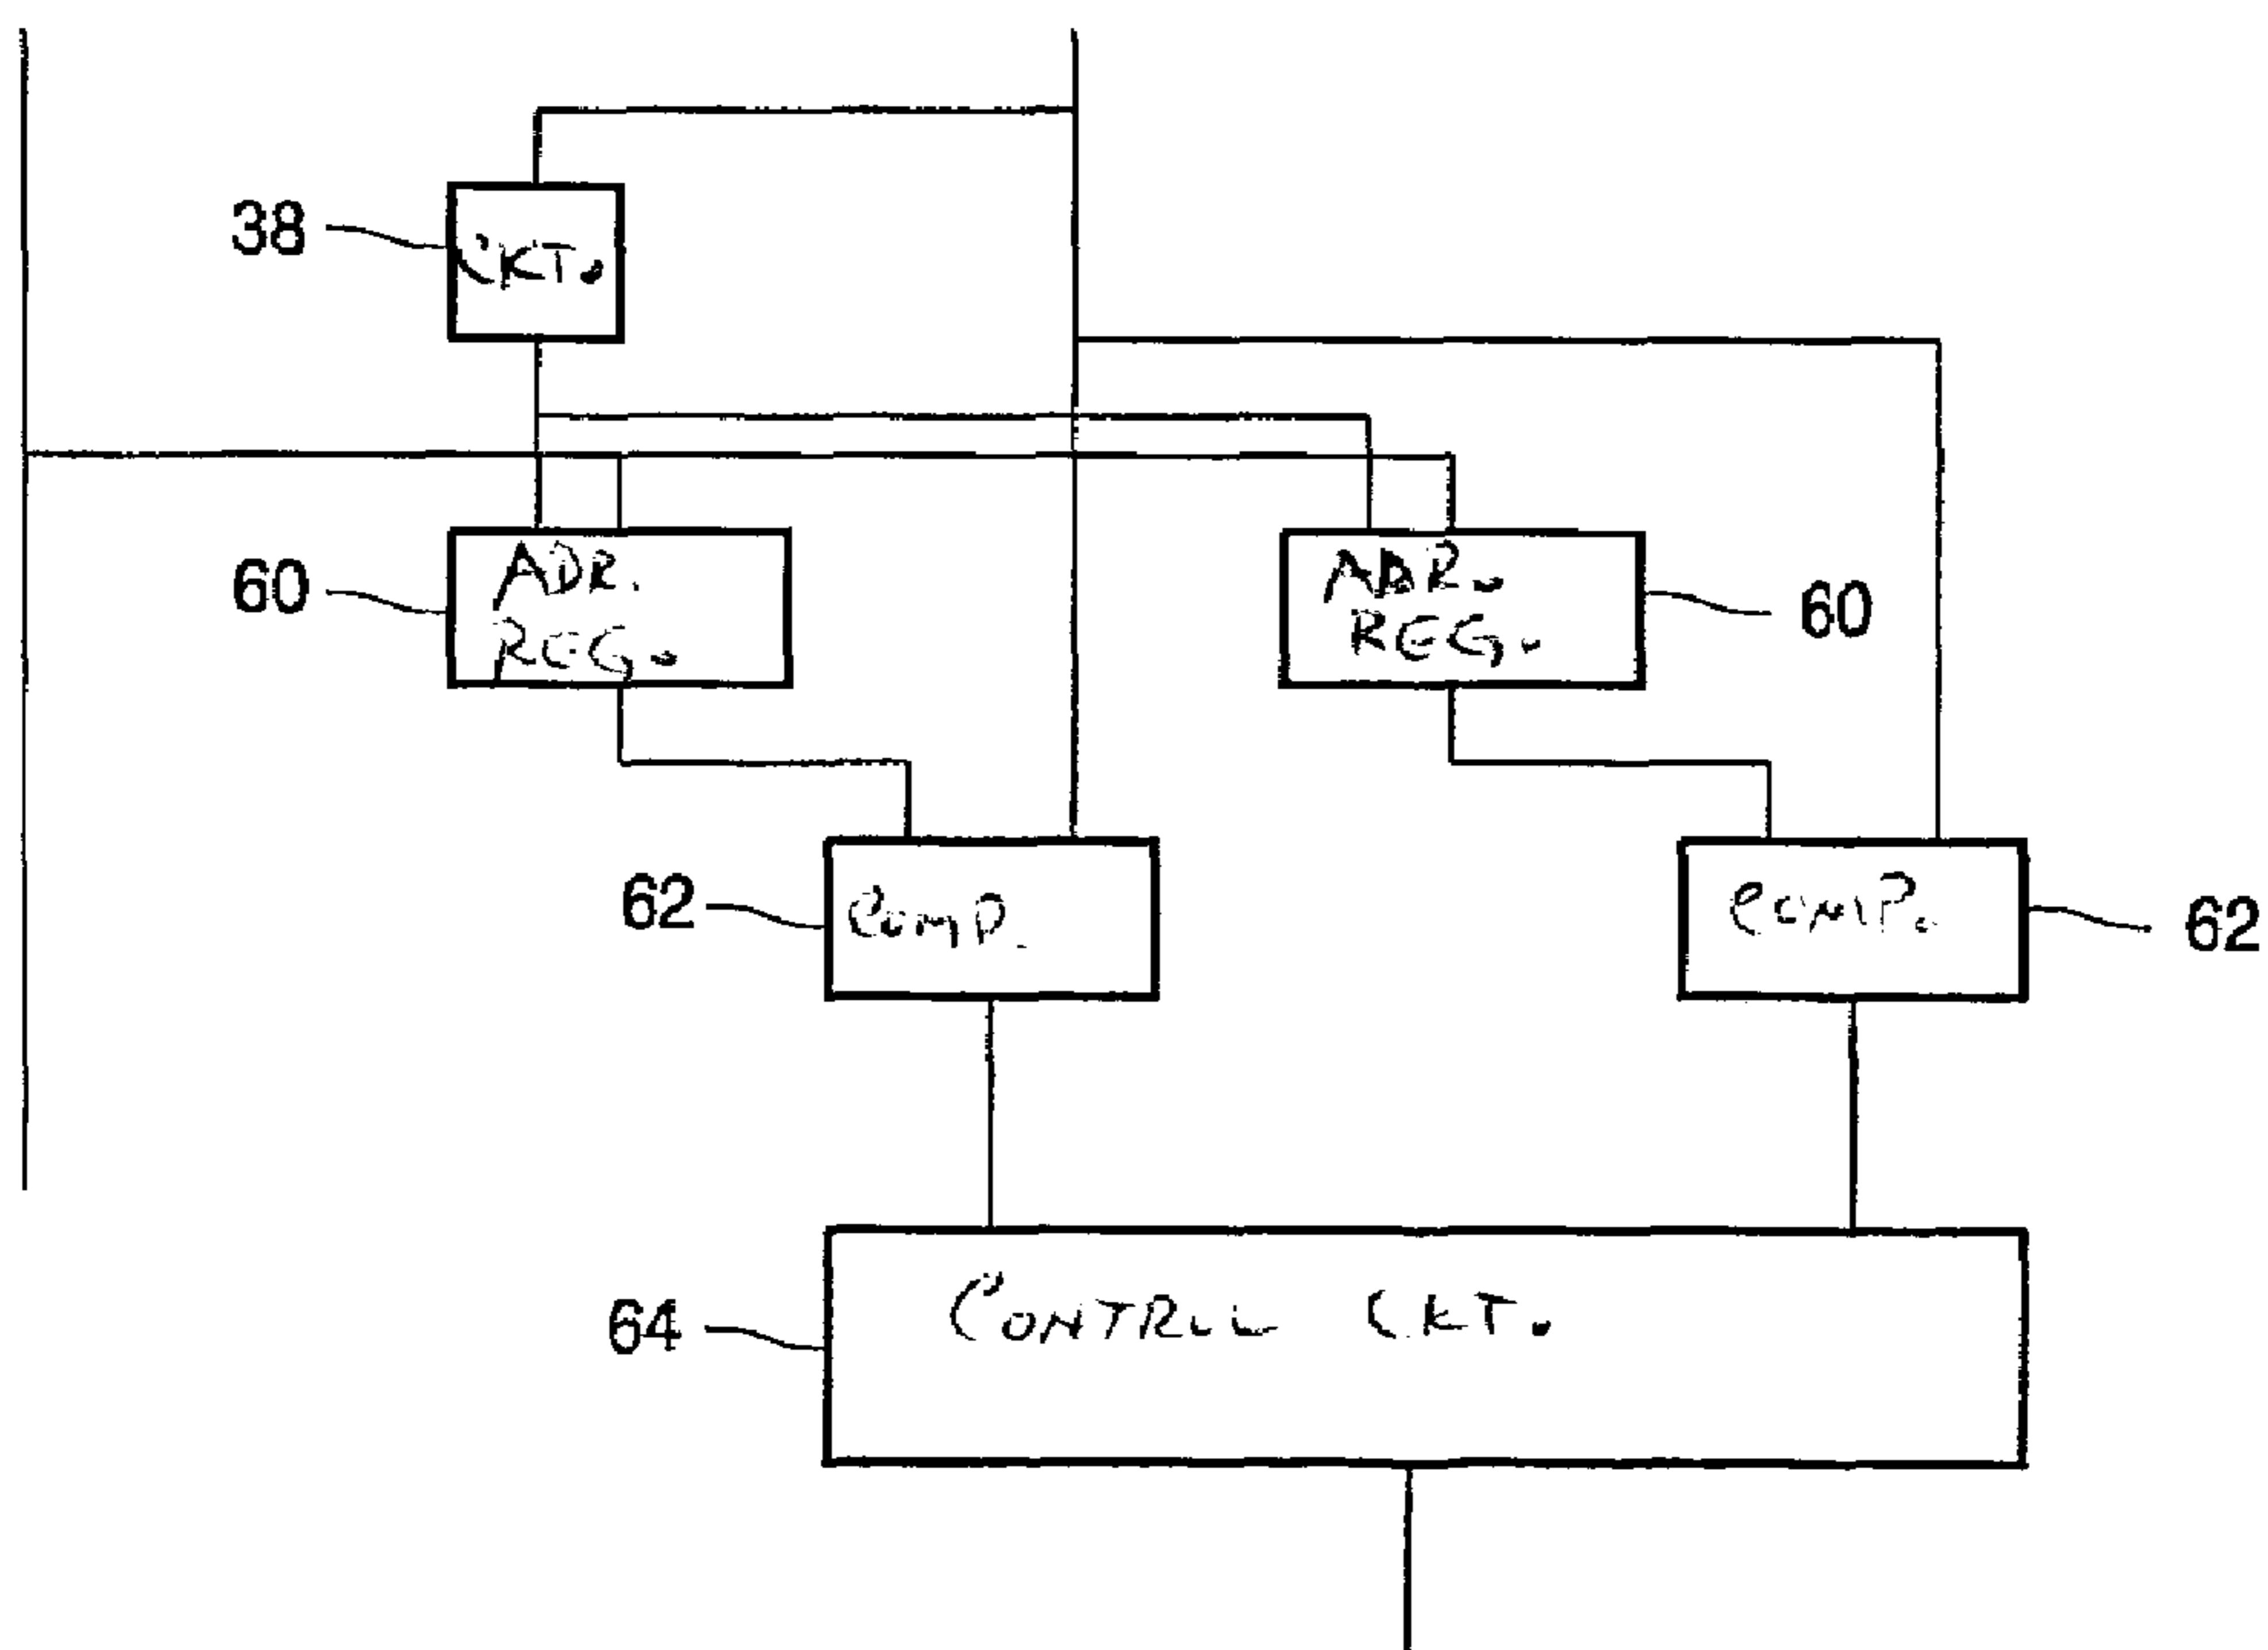 38
CKT.
60
ADR.
REG.
ADR.
REG.
60
62
COMP.
COMP.
62
64
CONTROL CKT.